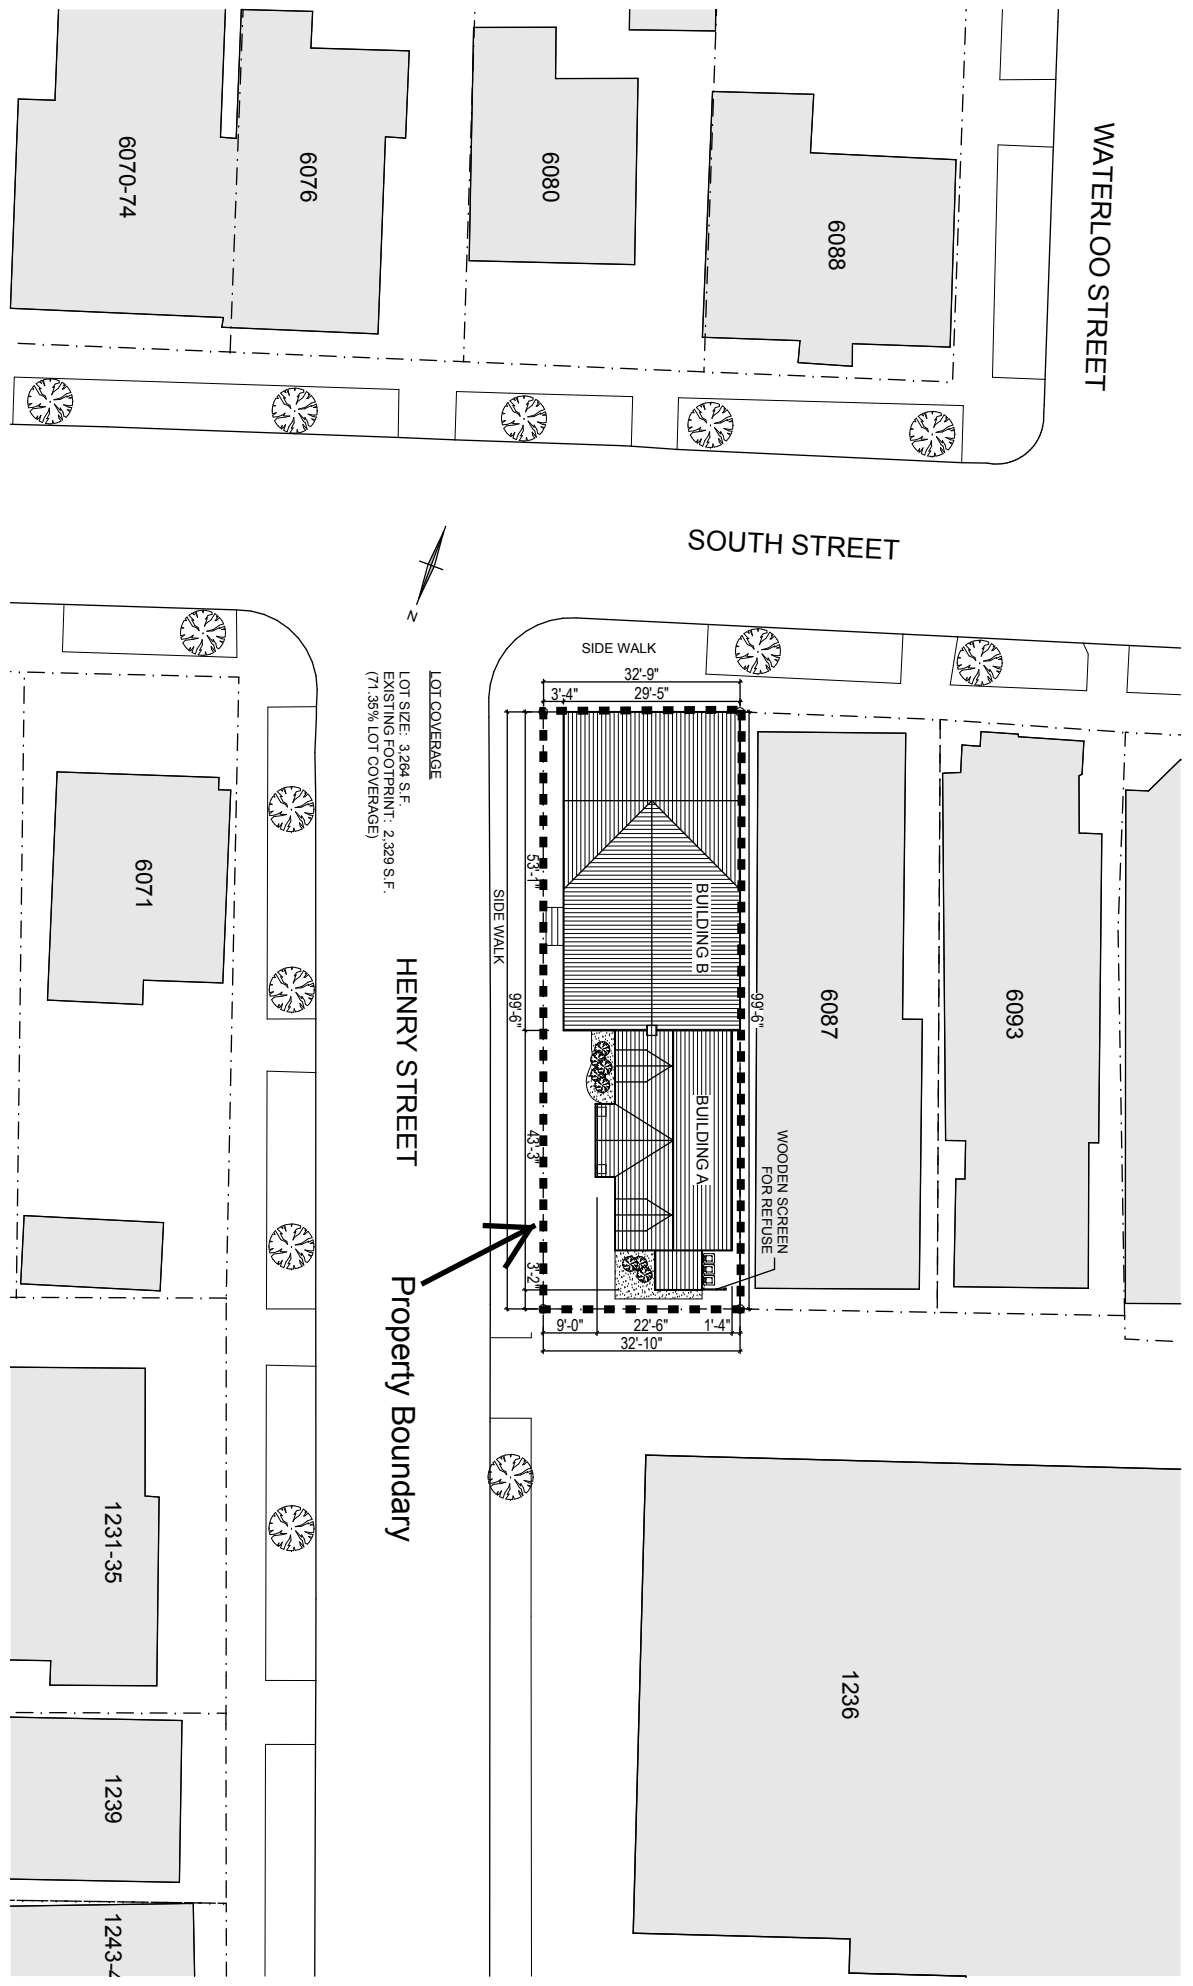 WATERLOO STREET
6070-74
6076
6080
6088
SOUTH STREET
N
SIDE WALK
32'-9"
3'-4"
29'-5"
LOT COVERAGE
LOT SIZE: 3,264 S.F.
EXISTING FOOTPRINT: 2,329 S.F.
(71.35% LOT COVERAGE)
6071
SIDE WALK
53'-1"
99'-6"
BUILDING B
99'-6"
6087
6093
HENRY STREET
43'-3"
BUILDING A
WOODEN SCREEN
FOR REFUSE
3'-2"
Property Boundary
9'-0"
22'-6"
1'-4"
32'-10"
1231-35
1236
1239